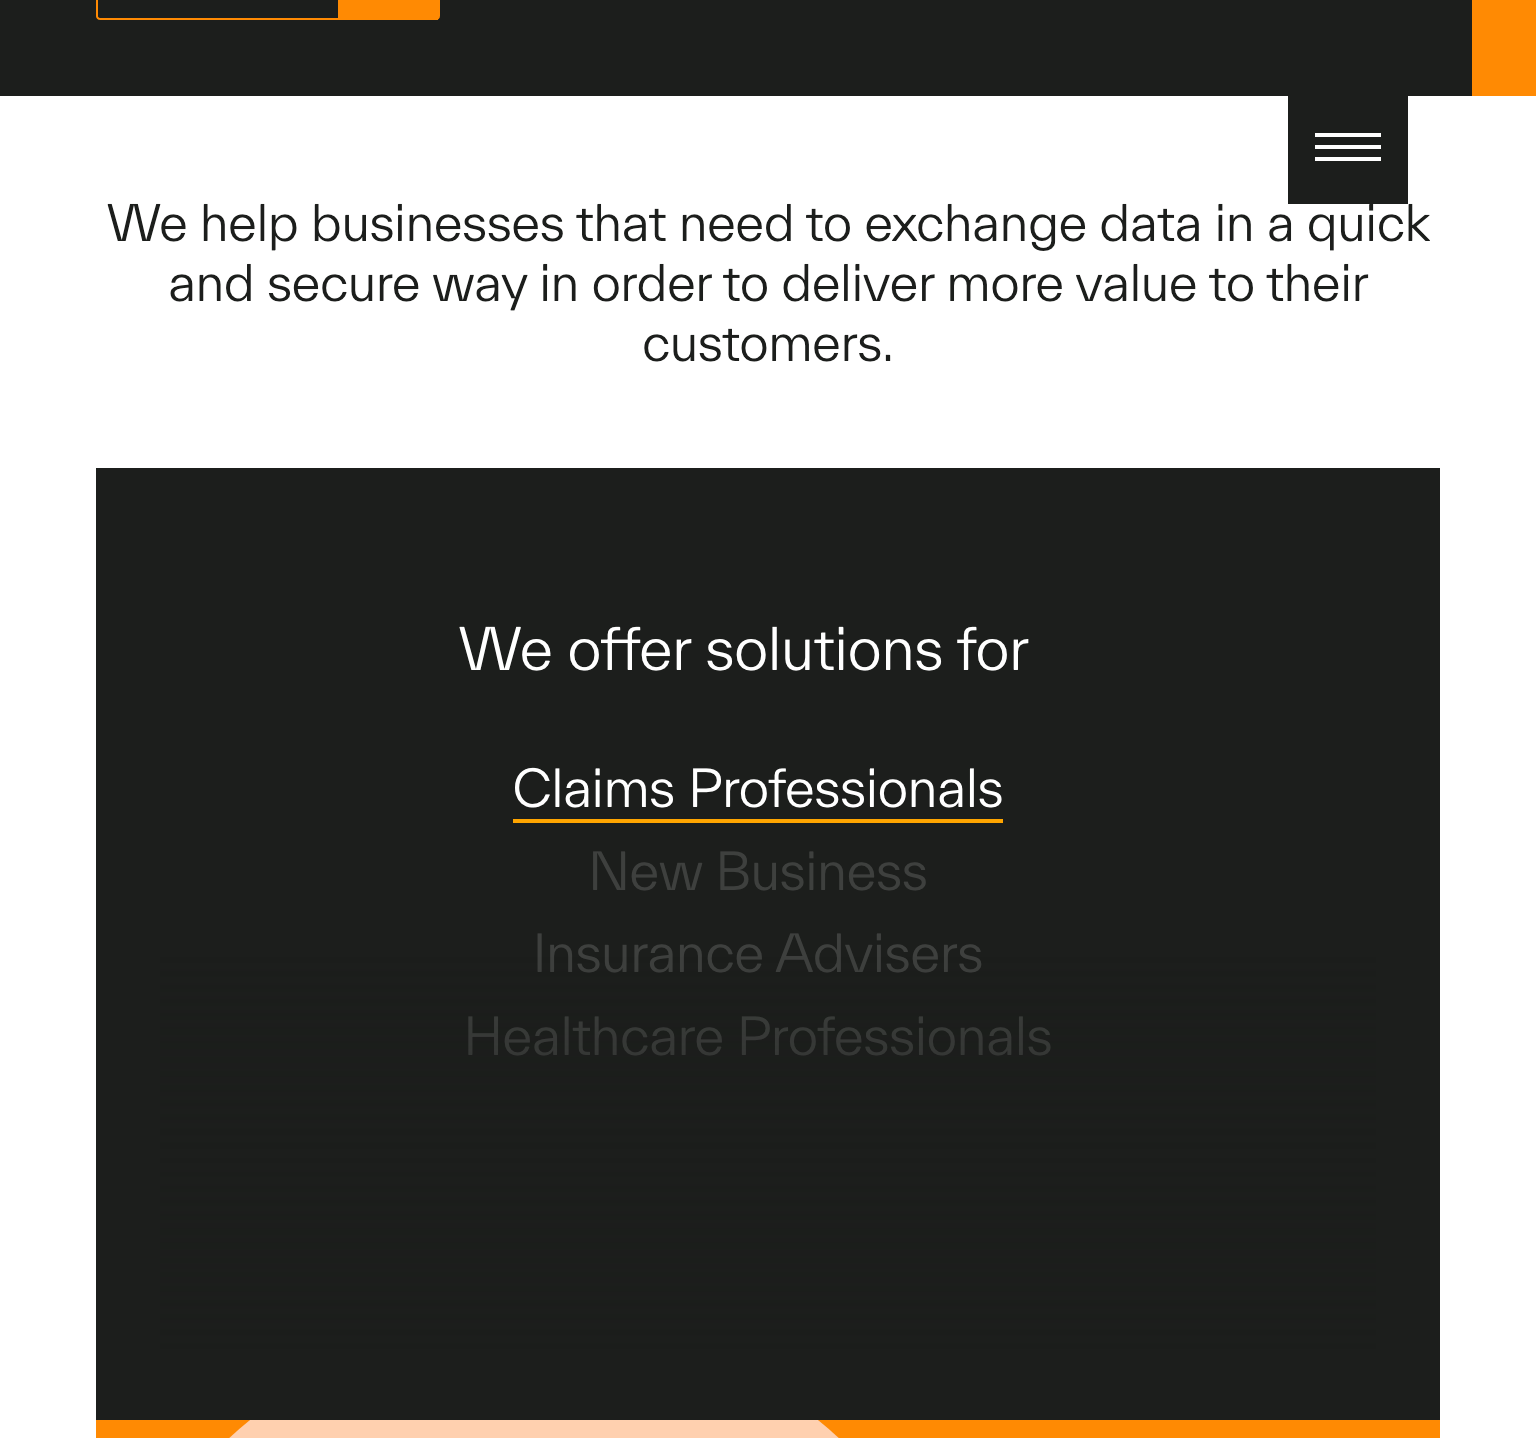 We help businesses that need to exchange data in a quick
and secure way in order to deliver more value to their
customers.
We offer solutions for
Claims Professionals
New Business
Insurance Advisers
Healthcare Professionals